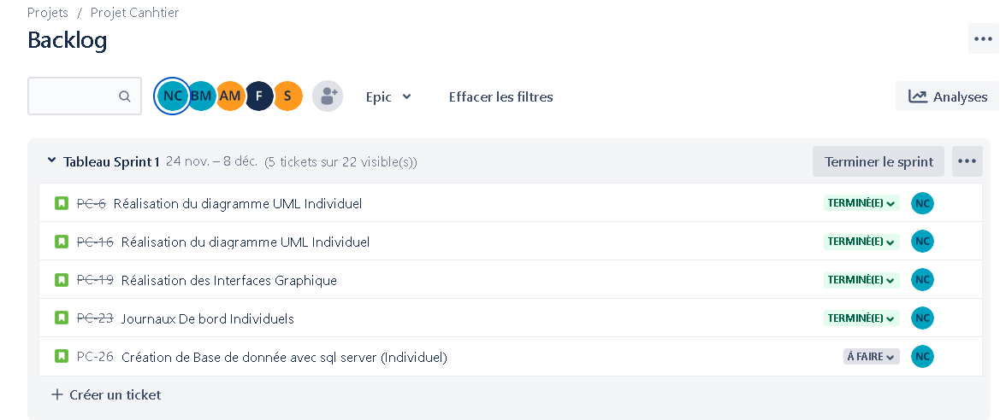 Projets / Projet Canhtier
Backlog
NC BM AM F S Epic Effacer les filtres Analyses
Tableau Sprint 1 24 nov. – 8 déc. (5 tickets sur 22 visible(s)) Terminer le sprint
PC-6 Réalisation du diagramme UML Individuel TERMINÉ(E) NC
PC-16 Réalisation du diagramme UML Individuel TERMINÉ(E) NC
PC-19 Réalisation des Interfaces Graphique TERMINÉ(E) NC
PC-23 Journaux De bord Individuels TERMINÉ(E) NC
PC-26 Création de Base de donnée avec sql server (Individuel) À FAIRE NC
+ Créer un ticket